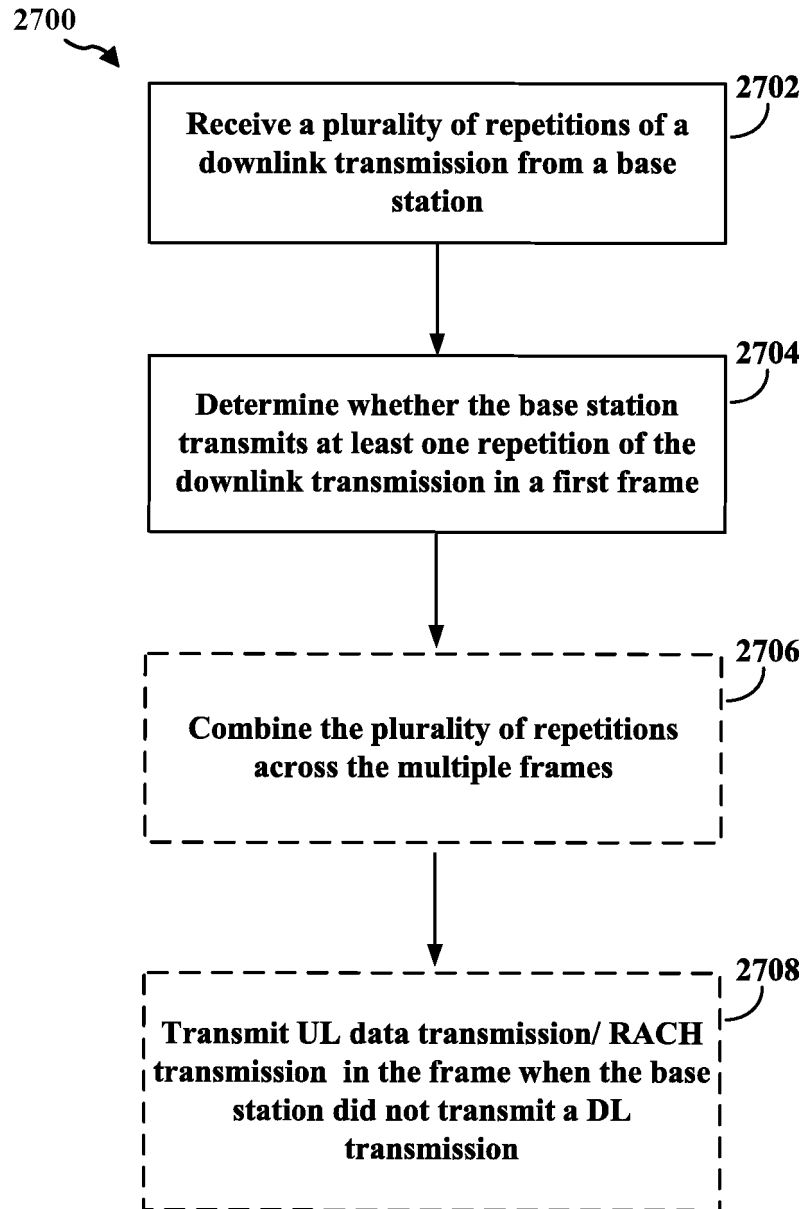 2700
2702
Receive a plurality of repetitions of a
downlink transmission from a base
station
2704
Determine whether the base station
transmits at least one repetition of the
downlink transmission in a first frame
2706
Combine the plurality of repetitions
across the multiple frames
2708
Transmit UL data transmission/ RACH
transmission in the frame when the base
station did not transmit a DL
transmission